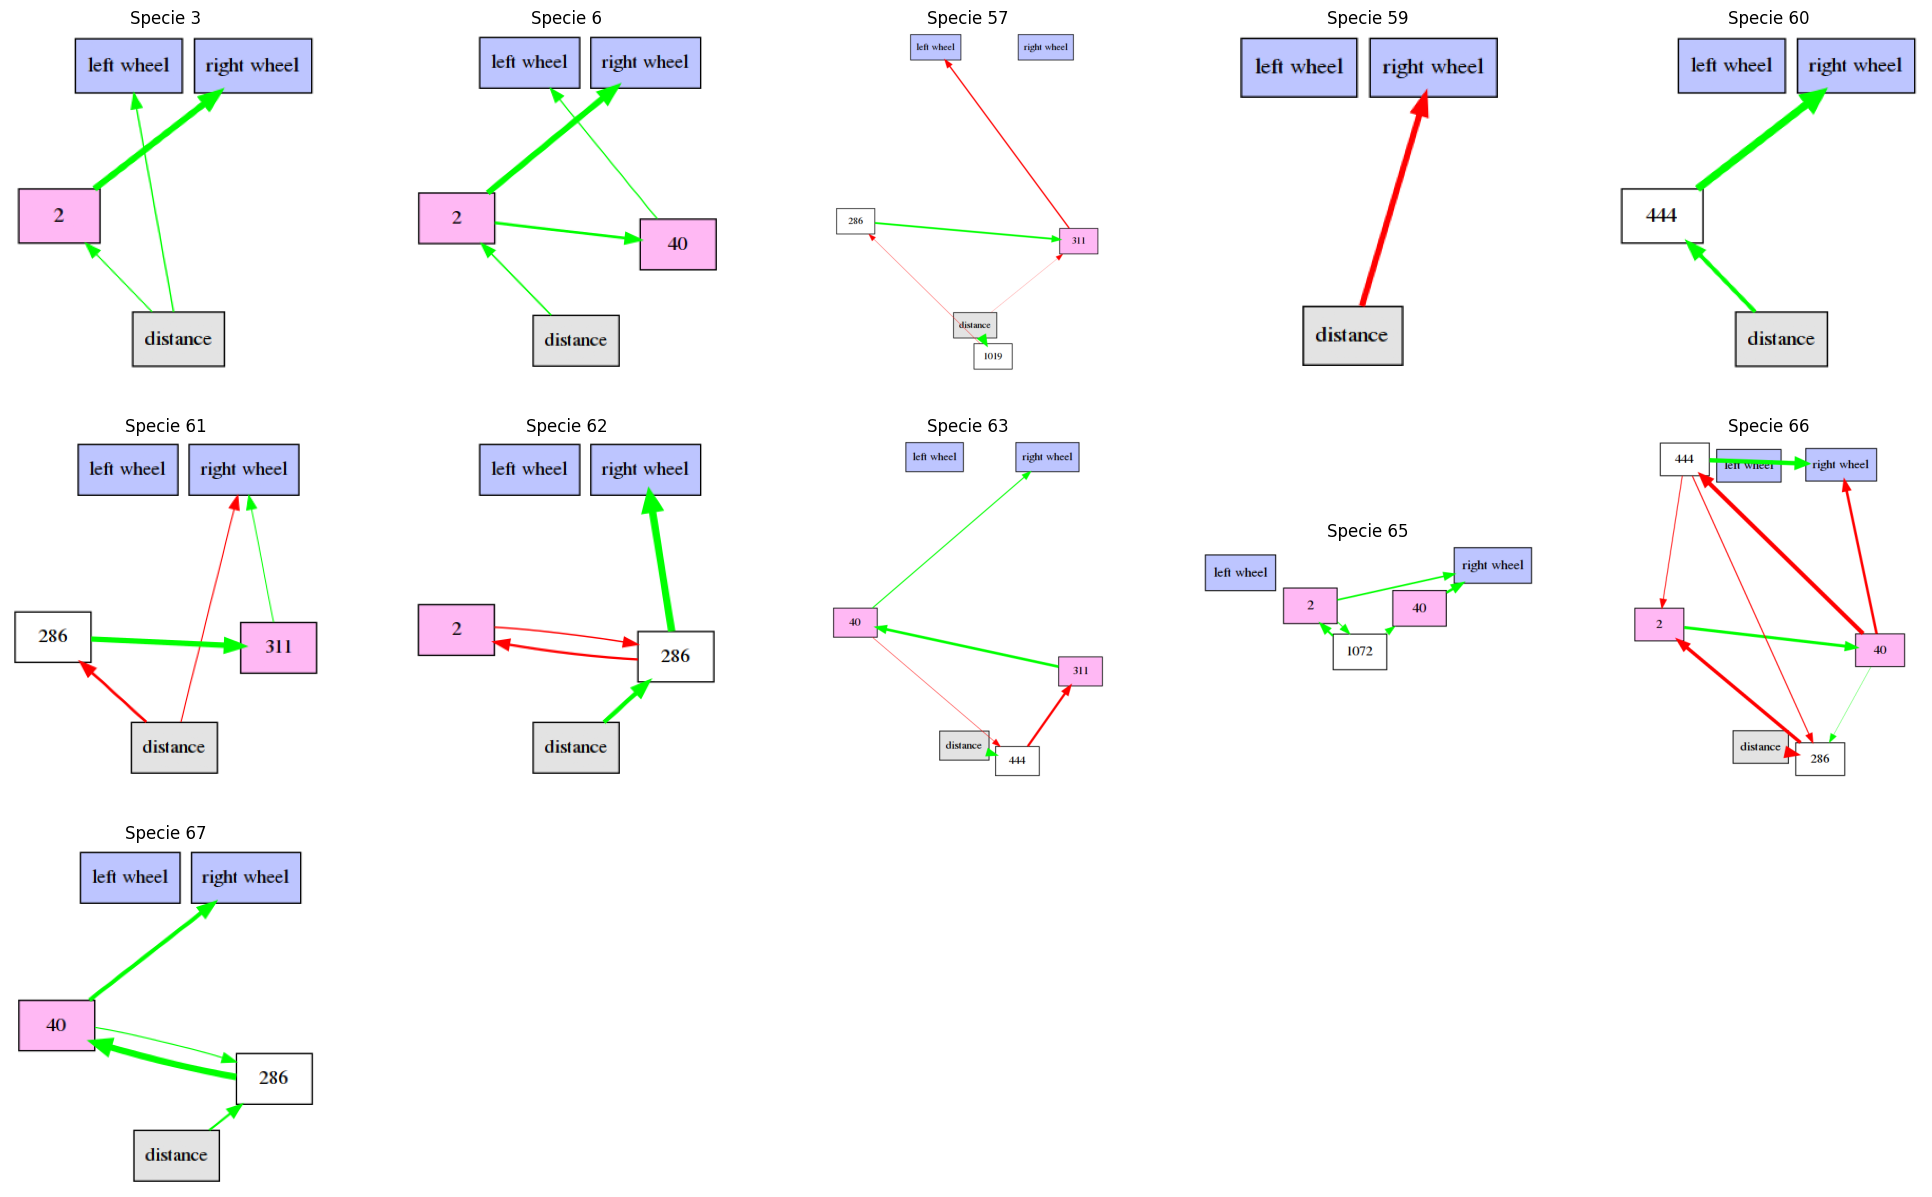 Specie 3
left wheel
right wheel
2
distance
Specie 6
left wheel
right wheel
2
40
distance
Specie 57
left wheel
right wheel
286
311
distance
1019
Specie 59
left wheel
right wheel
distance
Specie 60
left wheel
right wheel
444
distance
Specie 61
left wheel
right wheel
286
311
distance
Specie 62
left wheel
right wheel
2
286
distance
Specie 63
left wheel
right wheel
40
311
distance
444
Specie 65
left wheel
right wheel
2
40
1072
Specie 66
444
left wheel
right wheel
2
40
distance
286
Specie 67
left wheel
right wheel
40
286
distance